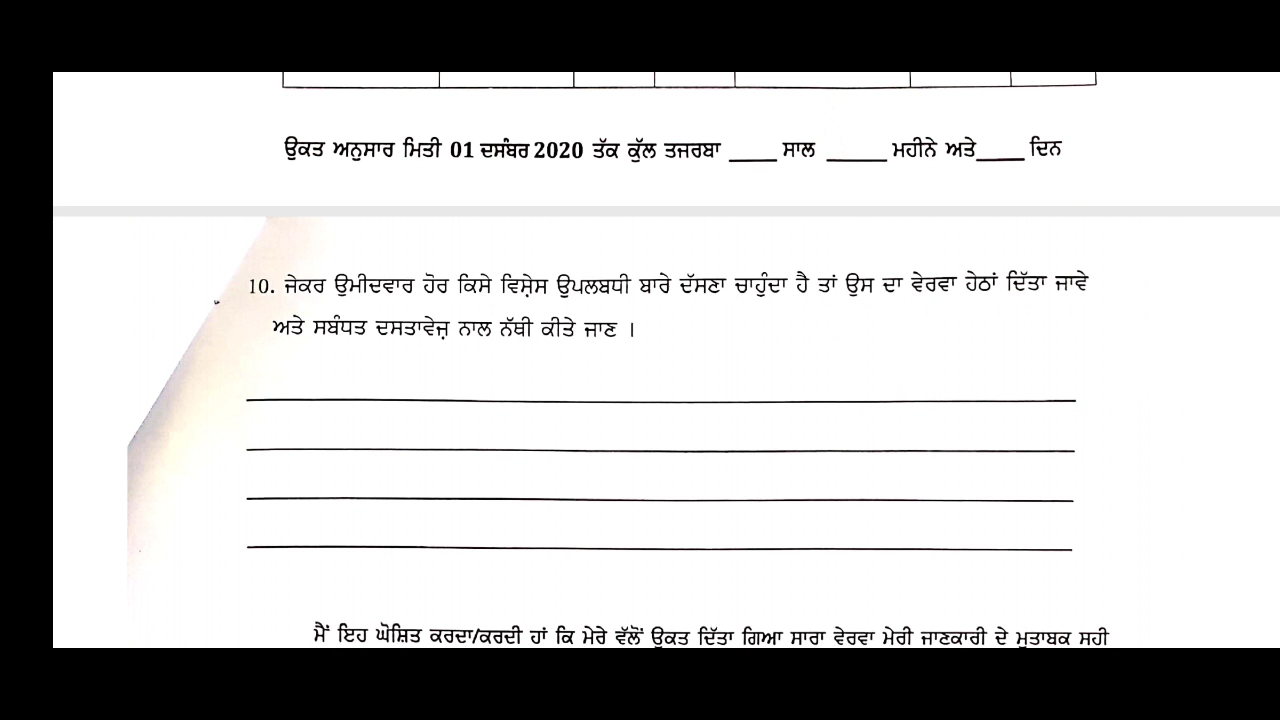 ਉਕਤ ਅਨੁਸਾਰ ਮਿਤੀ 01 ਦਸੰਬਰ 2020 ਤੱਕ ਕੁੱਲ ਤਜਰਬਾ ____ ਸਾਲ _____ ਮਹੀਨੇ ਅਤੇ____ ਦਿਨ
10. ਜੇਕਰ ਉਮੀਦਵਾਰ ਹੋਰ ਕਿਸੇ ਵਿਸ਼ੇਸ ਉਪਲਬਧੀ ਬਾਰੇ ਦੱਸਣਾ ਚਾਹੁੰਦਾ ਹੈ ਤਾਂ ਉਸ ਦਾ ਵੇਰਵਾ ਹੇਠਾਂ ਦਿੱਤਾ ਜਾਵੇ
ਅਤੇ ਸਬੰਧਤ ਦਸਤਾਵੇਜ਼ ਨਾਲ ਨੱਥੀ ਕੀਤੇ ਜਾਣ ।
ਮੈਂ ਇਹ ਘੋਸ਼ਿਤ ਕਰਦਾ/ਕਰਦੀ ਹਾਂ ਕਿ ਮੇਰੇ ਵੱਲੋਂ ਉਕਤ ਦਿੱਤਾ ਗਿਆ ਸਾਰਾ ਵੇਰਵਾ ਮੇਰੀ ਜਾਣਕਾਰੀ ਦੇ ਮੁਤਾਬਕ ਸਹੀ